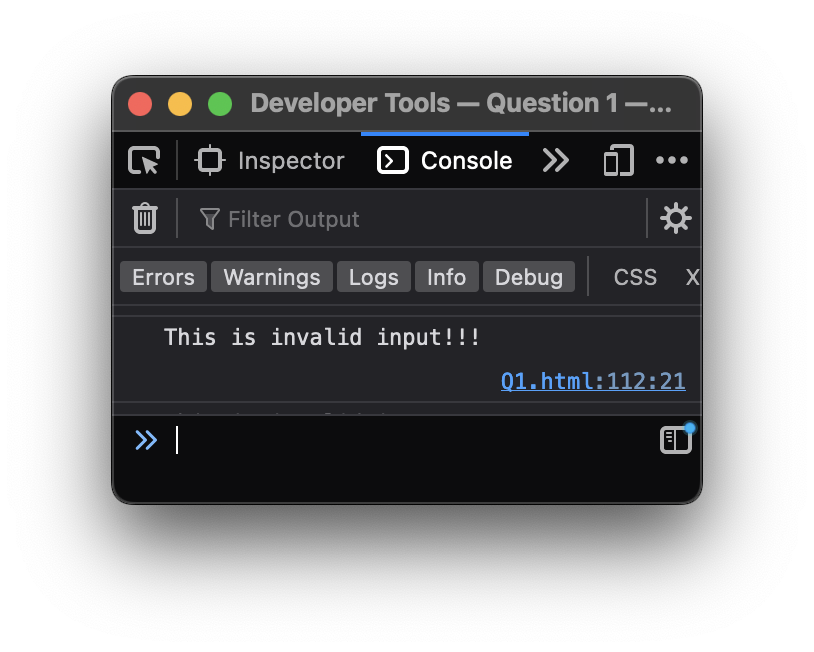 Developer Tools — Question 1 —...
Inspector Console
Filter Output
Errors Warnings Logs Info Debug CSS X
This is invalid input!!!
Q1.html:112:21